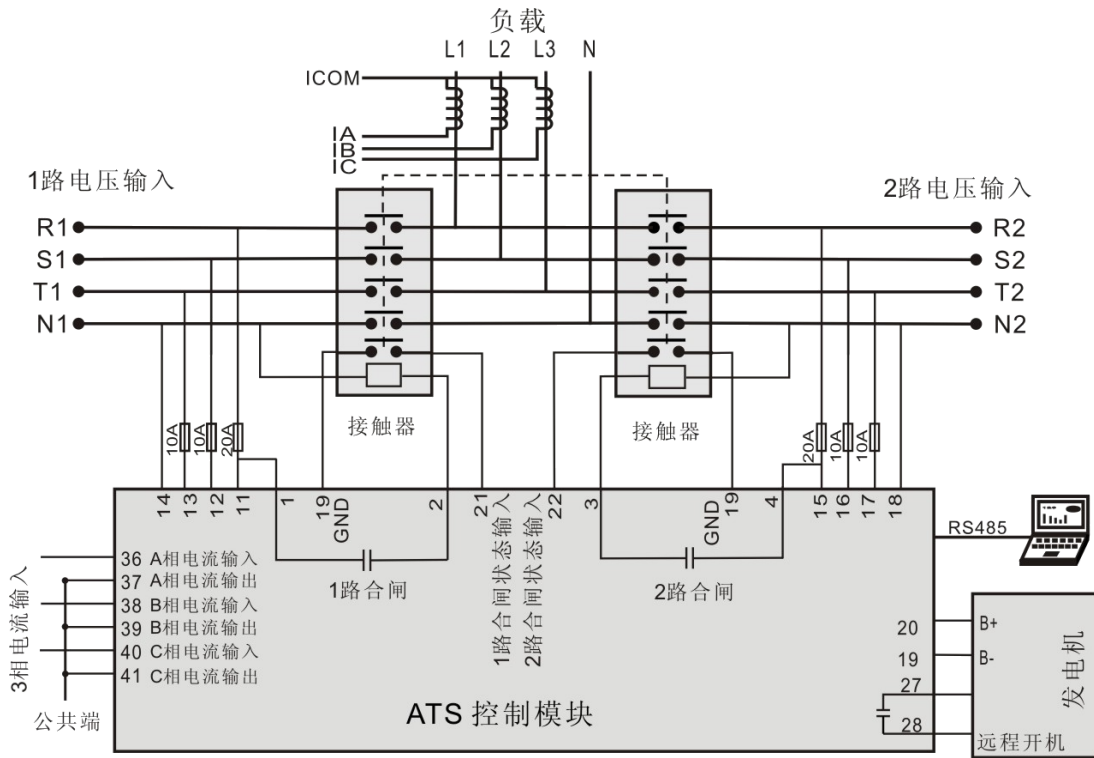 负载
L1 L2 L3 N
ICOM
IA
IB
IC
1路电压输入
2路电压输入
R1
R2
S1
S2
T1
T2
N1
N2
接触器
接触器
10A
10A
20A
20A
10A
10A
14
13
12
11
1
19
GND
2
21
22
3
GND
19
4
15
16
17
18
1路合闸状态输入
2路合闸状态输入
1路合闸
2路合闸
RS485
3相电流输入
36 A相电流输入
37 A相电流输出
38 B相电流输入
39 B相电流输出
40 C相电流输入
41 C相电流输出
公共端
ATS 控制模块
20
B+
19
B-
27
28
发电机
远程开机